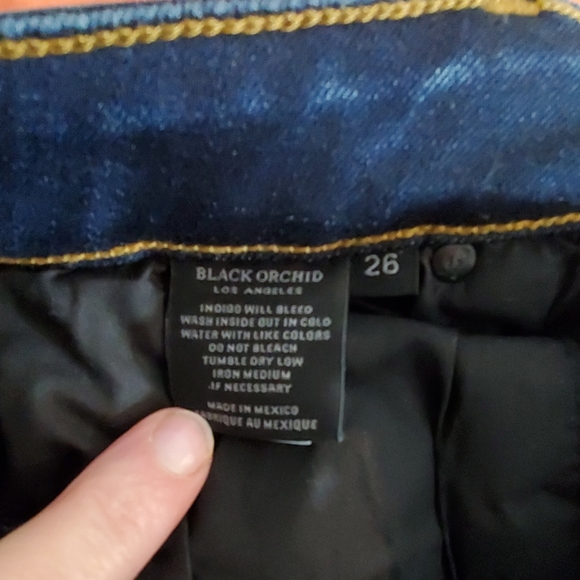 BLACK ORCHID
LOS ANGELES
26
INDIGO WILL BLEED
WASH INSIDE OUT IN COLD
WATER WITH LIKE COLORS
DO NOT BLEACH
TUMBLE DRY LOW
IRON MEDIUM
.IF NECESSARY
MADE IN MEXICO
AU MEXIQUE